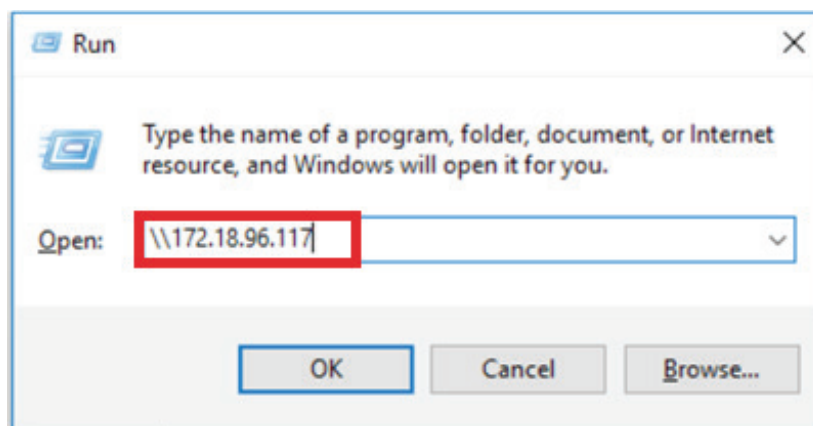 Run
Type the name of a program, folder, document, or Internet
resource, and Windows will open it for you.
Open: \\172.18.96.117
OK Cancel Browse...